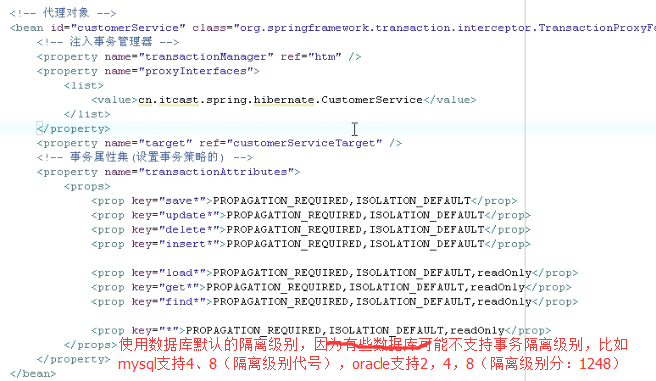 <!-- 代理对象 -->
<bean id="customerService" class="org.springframework.transaction.interceptor.TransactionProxyFa
<!-- 注入事务管理器 -->
<property name="transactionManager" ref="htm" />
<property name="proxyInterfaces">
<list>
<value>cn.itcast.spring.hibernate.CustomerService</value>
</list>
</property>
<property name="target" ref="customerServiceTarget" />
<!-- 事务属性集(设置事务策略的) -->
<property name="transactionAttributes">
<props>
<prop key="save*">PROPAGATION_REQUIRED,ISOLATION_DEFAULT</prop>
<prop key="update*">PROPAGATION_REQUIRED,ISOLATION_DEFAULT</prop>
<prop key="delete*">PROPAGATION_REQUIRED,ISOLATION_DEFAULT</prop>
<prop key="insert*">PROPAGATION_REQUIRED,ISOLATION_DEFAULT</prop>
<prop key="load*">PROPAGATION_REQUIRED,ISOLATION_DEFAULT,readOnly</prop>
<prop key="get*">PROPAGATION_REQUIRED,ISOLATION_DEFAULT,readOnly</prop>
<prop key="find*">PROPAGATION_REQUIRED,ISOLATION_DEFAULT,readOnly</prop>
<prop key="*">PROPAGATION_REQUIRED,ISOLATION_DEFAULT,readOnly</prop>
</props>
使用数据库默认的隔离级别，因为有些数据库可能不支持事务隔离级别，比如
</property>
mysql支持4、8（隔离级别代号），oracle支持2，4，8（隔离级别分：1248）
</bean>